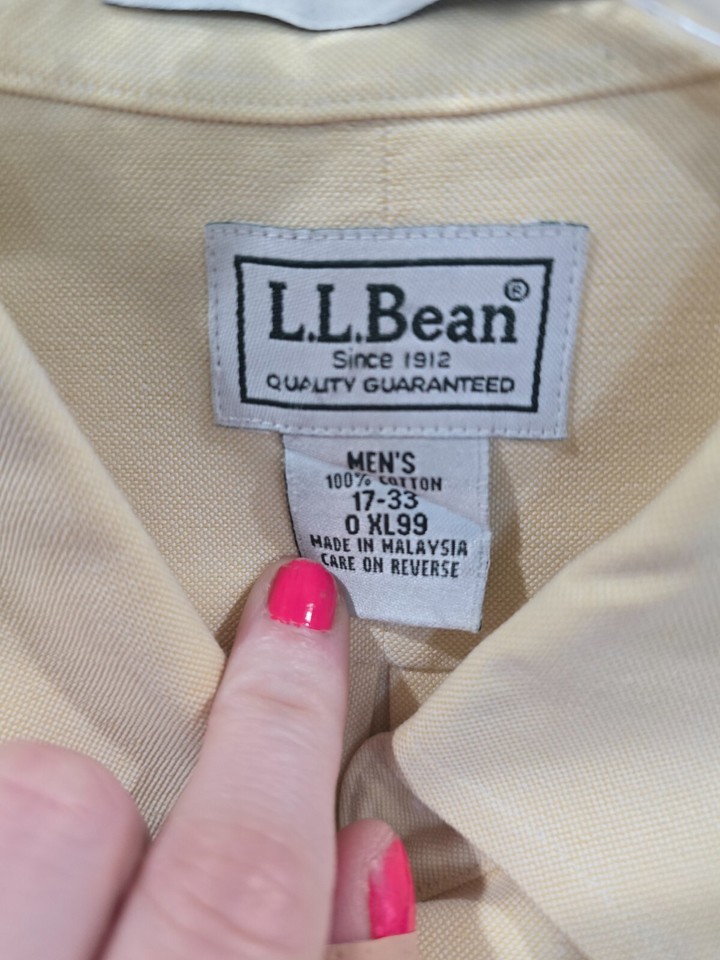 L.L.Bean®
Since 1912
QUALITY GUARANTEED
MEN'S
100% COTTON
17-33
0 XL99
MADE IN MALAYSIA
CARE ON REVERSE